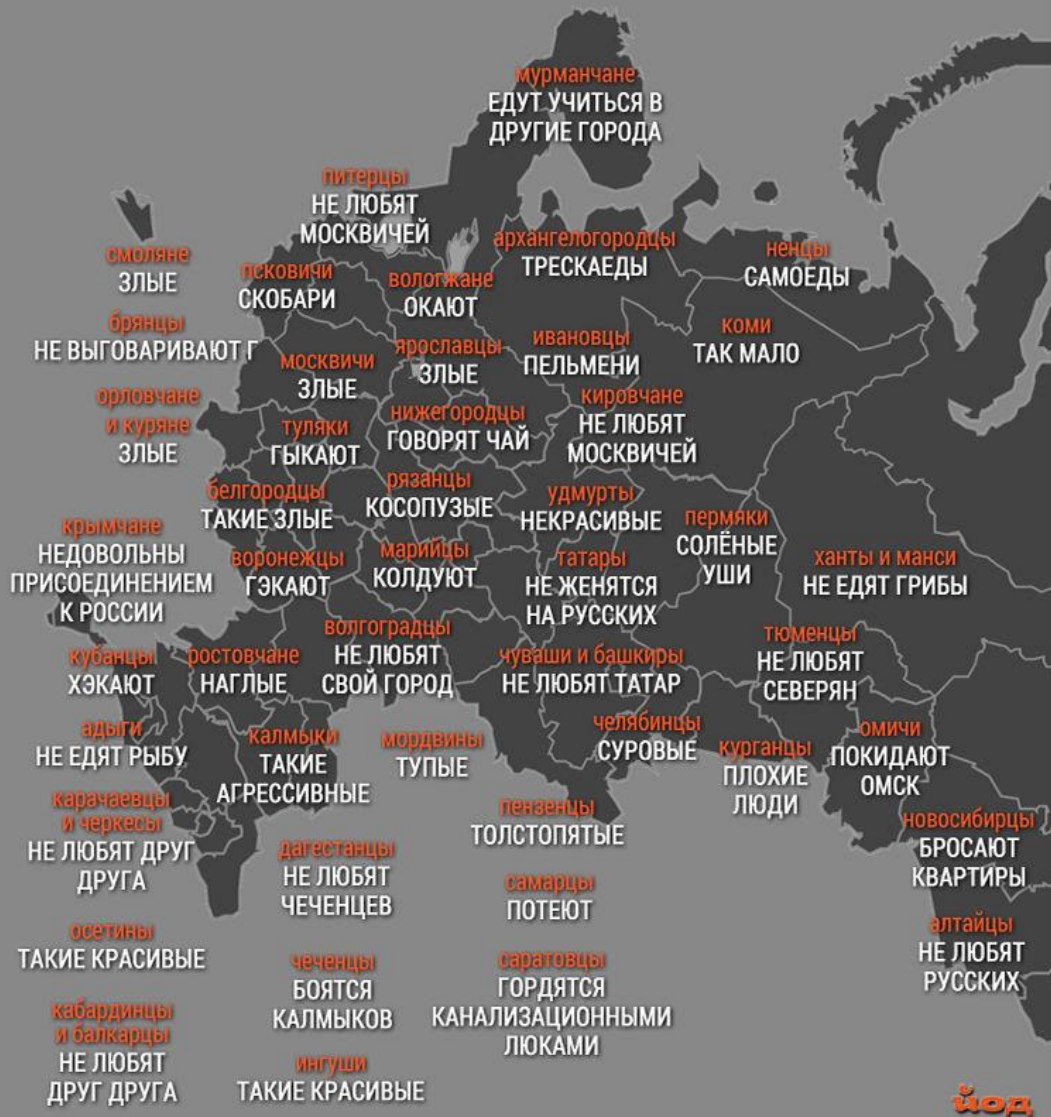 мурманчане
ЕДУТ УЧИТЬСЯ В
ДРУГИЕ ГОРОДА
питерцы
НЕ ЛЮБЯТ
МОСКВИЧЕЙ
архангелогородцы
ТРЕСКАЕДЫ
ненцы
САМОЕДЫ
смоляне
ЗЛЫЕ
псковичи
СКОБАРИ
вологжане
ОКАЮТ
брянцы
НЕ ВЫГОВАРИВАЮТ Г
москвичи
ЗЛЫЕ
ярославцы
ЗЛЫЕ
ивановцы
ПЕЛЬМЕНИ
коми
ТАК МАЛО
орловчане
и куряне
ЗЛЫЕ
туляки
ГЫКАЮТ
нижегородцы
ГОВОРЯТ ЧАЙ
кировчане
НЕ ЛЮБЯТ
МОСКВИЧЕЙ
белгородцы
ТАКИЕ ЗЛЫЕ
рязанцы
КОСОПУЗЫЕ
удмурты
НЕКРАСИВЫЕ
пермяки
СОЛЁНЫЕ
УШИ
крымчане
НЕДОВОЛЬНЫ
ПРИСОЕДИНЕНИЕМ
К РОССИИ
воронежцы
ГЭКАЮТ
марийцы
КОЛДУЮТ
татары
НЕ ЖЕНЯТСЯ
НА РУССКИХ
ханты и манси
НЕ ЕДЯТ ГРИБЫ
кубанцы
ХЭКАЮТ
ростовчане
НАГЛЫЕ
волгоградцы
НЕ ЛЮБЯТ
СВОЙ ГОРОД
чуваши и башкиры
НЕ ЛЮБЯТ ТАТАР
тюменцы
НЕ ЛЮБЯТ
СЕВЕРЯН
адыги
НЕ ЕДЯТ РЫБУ
калмыки
ТАКИЕ
АГРЕССИВНЫЕ
мордвины
ТУПЫЕ
челябинцы
СУРОВЫЕ
курганцы
ПЛОХИЕ
ЛЮДИ
омичи
ПОКИДАЮТ
ОМСК
карачаевцы
и черкесы
НЕ ЛЮБЯТ ДРУГ
ДРУГА
дагестанцы
НЕ ЛЮБЯТ
ЧЕЧЕНЦЕВ
пензенцы
ТОЛСТОПЯТЫЕ
новосибирцы
БРОСАЮТ
КВАРТИРЫ
самарцы
ПОТЕЮТ
осетины
ТАКИЕ КРАСИВЫЕ
чеченцы
БОЯТСЯ
КАЛМЫКОВ
саратовцы
ГОРДЯТСЯ
КАНАЛИЗАЦИОННЫМИ
ЛЮКАМИ
алтайцы
НЕ ЛЮБЯТ
РУССКИХ
кабардинцы
и балкарцы
НЕ ЛЮБЯТ
ДРУГ ДРУГА
ингуши
ТАКИЕ КРАСИВЫЕ
йод